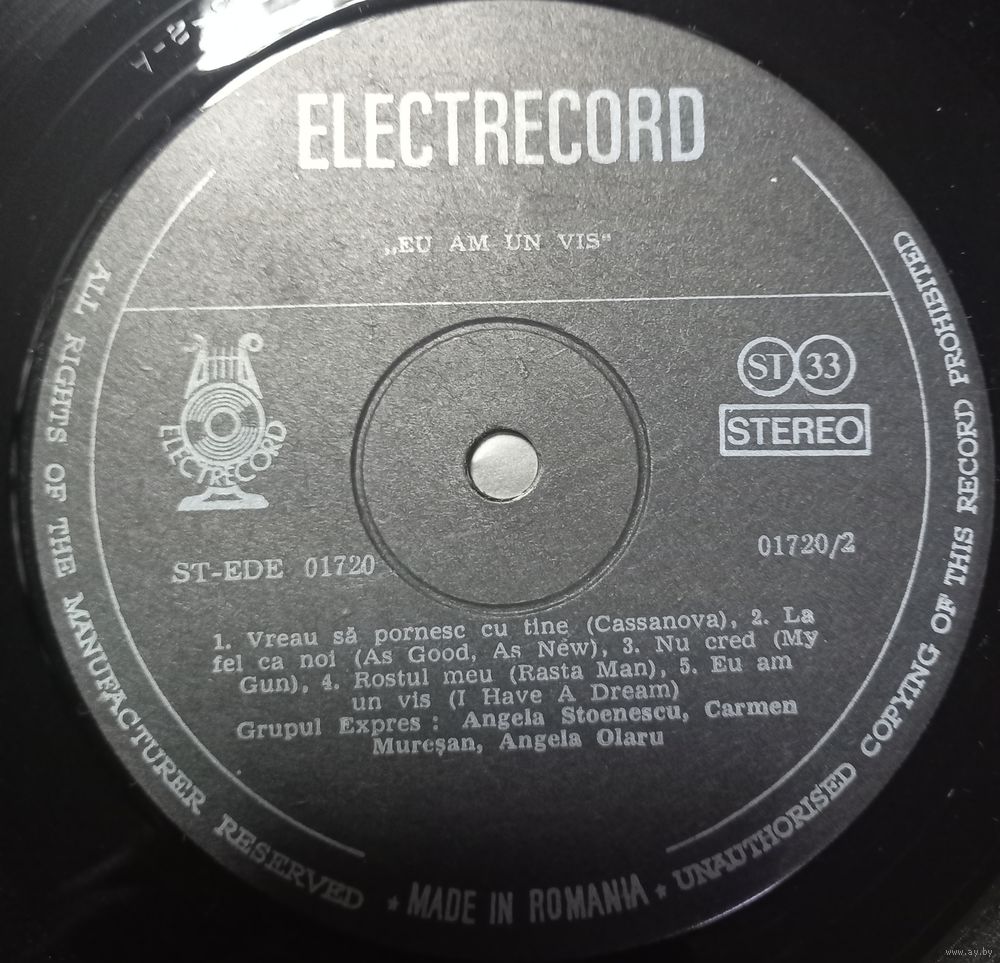 ELECTRECORD
„EU AM UN VIS“
ST 33
STEREO
ELECTRECORD
ST-EDE 01720
01720/2
1. Vreau să pornesc cu tine (Cassanova), 2. La
fel ca noi (As Good, As New), 3. Nu cred (My
Gun), 4. Rostul meu (Rasta Man), 5. Eu am
un vis (I Have A Dream)
Grupul Expres : Angela Stoenescu, Carmen
Mureșan, Angela Olaru
ALL RIGHTS OF THE MANUFACTURER RESERVED
★ MADE IN ROMANIA ★
UNAUTHORISED COPYING OF THIS RECORD PROHIBITED
www.ay.by